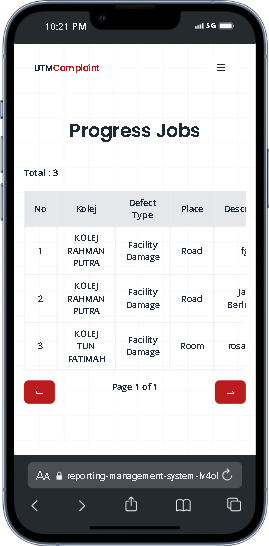 10:21 PM 5G
UTMComplaint
Progress Jobs
Total : 3
No Kolej Defect Type Place Descr
1 KOLEJ RAHMAN PUTRA Facility Damage Road fg
2 KOLEJ RAHMAN PUTRA Facility Damage Road Ja Berl
3 KOLEJ TUN FATIMAH Facility Damage Room rosa
← Page 1 of 1 →
AA reporting-management-system-lv4ol